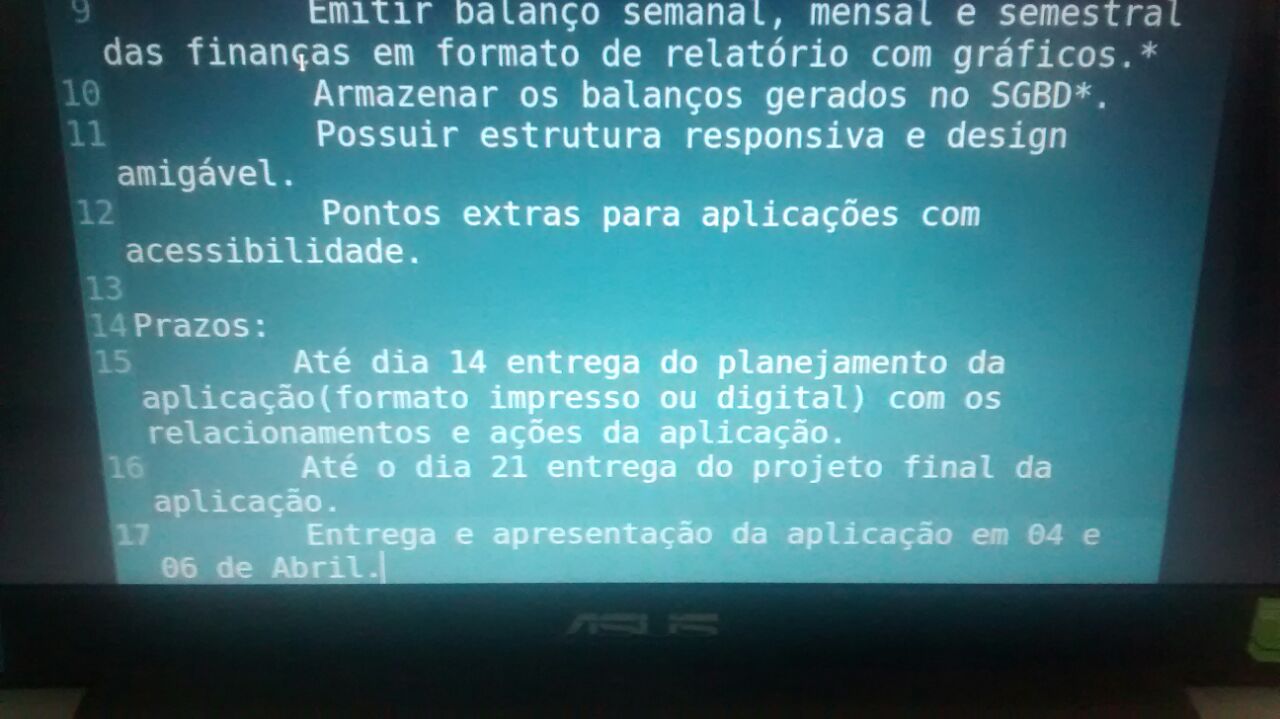 9 Emitir balanço semanal, mensal e semestral
das finanças em formato de relatório com gráficos.*
10 Armazenar os balanços gerados no SGBD*.
11 Possuir estrutura responsiva e design
amigável.
12 Pontos extras para aplicações com
acessibilidade.
13
14 Prazos:
15 Até dia 14 entrega do planejamento da
aplicação(formato impresso ou digital) com os
relacionamentos e ações da aplicação.
16 Até o dia 21 entrega do projeto final da
aplicação.
17 Entrega e apresentação da aplicação em 04 e
06 de Abril.
ASUS